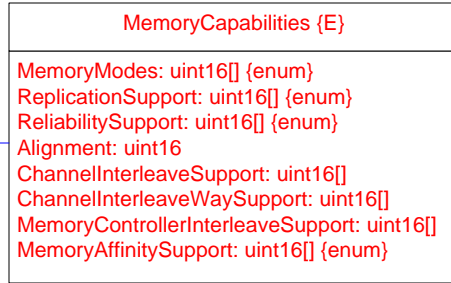 MemoryCapabilities {E}
MemoryModes: uint16[] {enum}
ReplicationSupport: uint16[] {enum}
ReliabilitySupport: uint16[] {enum}
Alignment: uint16
ChannelInterleaveSupport: uint16[]
ChannelInterleaveWaySupport: uint16[]
MemoryControllerInterleaveSupport: uint16[]
MemoryAffinitySupport: uint16[] {enum}